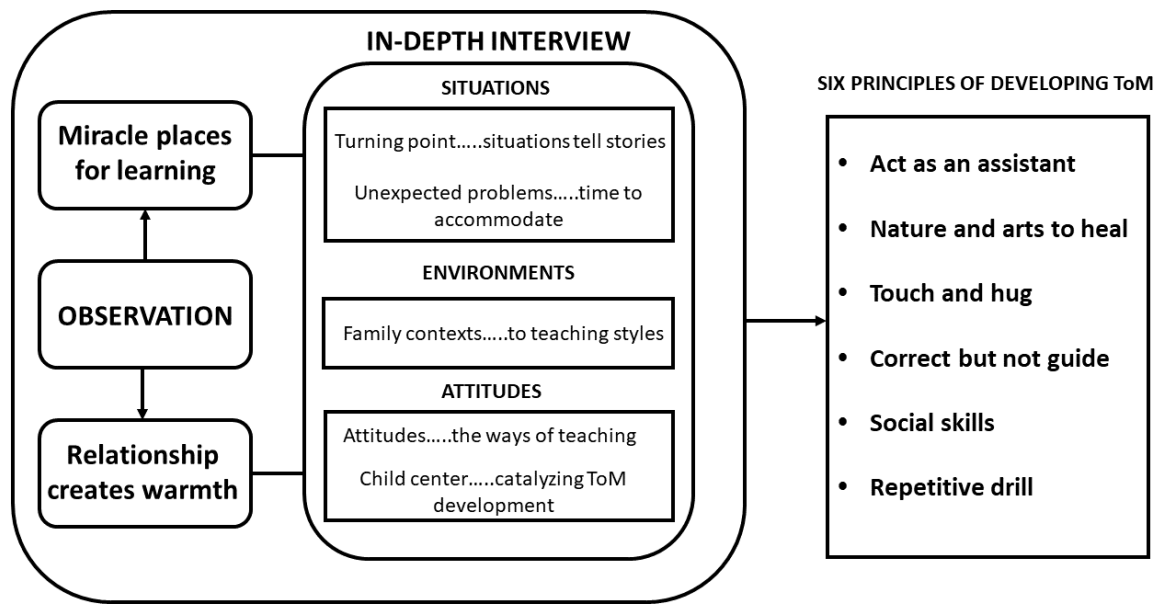 IN-DEPTH INTERVIEW
Miracle places
for learning
OBSERVATION
Relationship
creates warmth
SITUATIONS
Turning point.....situations tell stories
Unexpected problems.....time to
accommodate
ENVIRONMENTS
Family contexts.....to teaching styles
ATTITUDES
Attitudes.....the ways of teaching
Child center.....catalyzing ToM
development
SIX PRINCIPLES OF DEVELOPING ToM
• Act as an assistant
• Nature and arts to heal
• Touch and hug
• Correct but not guide
• Social skills
• Repetitive drill